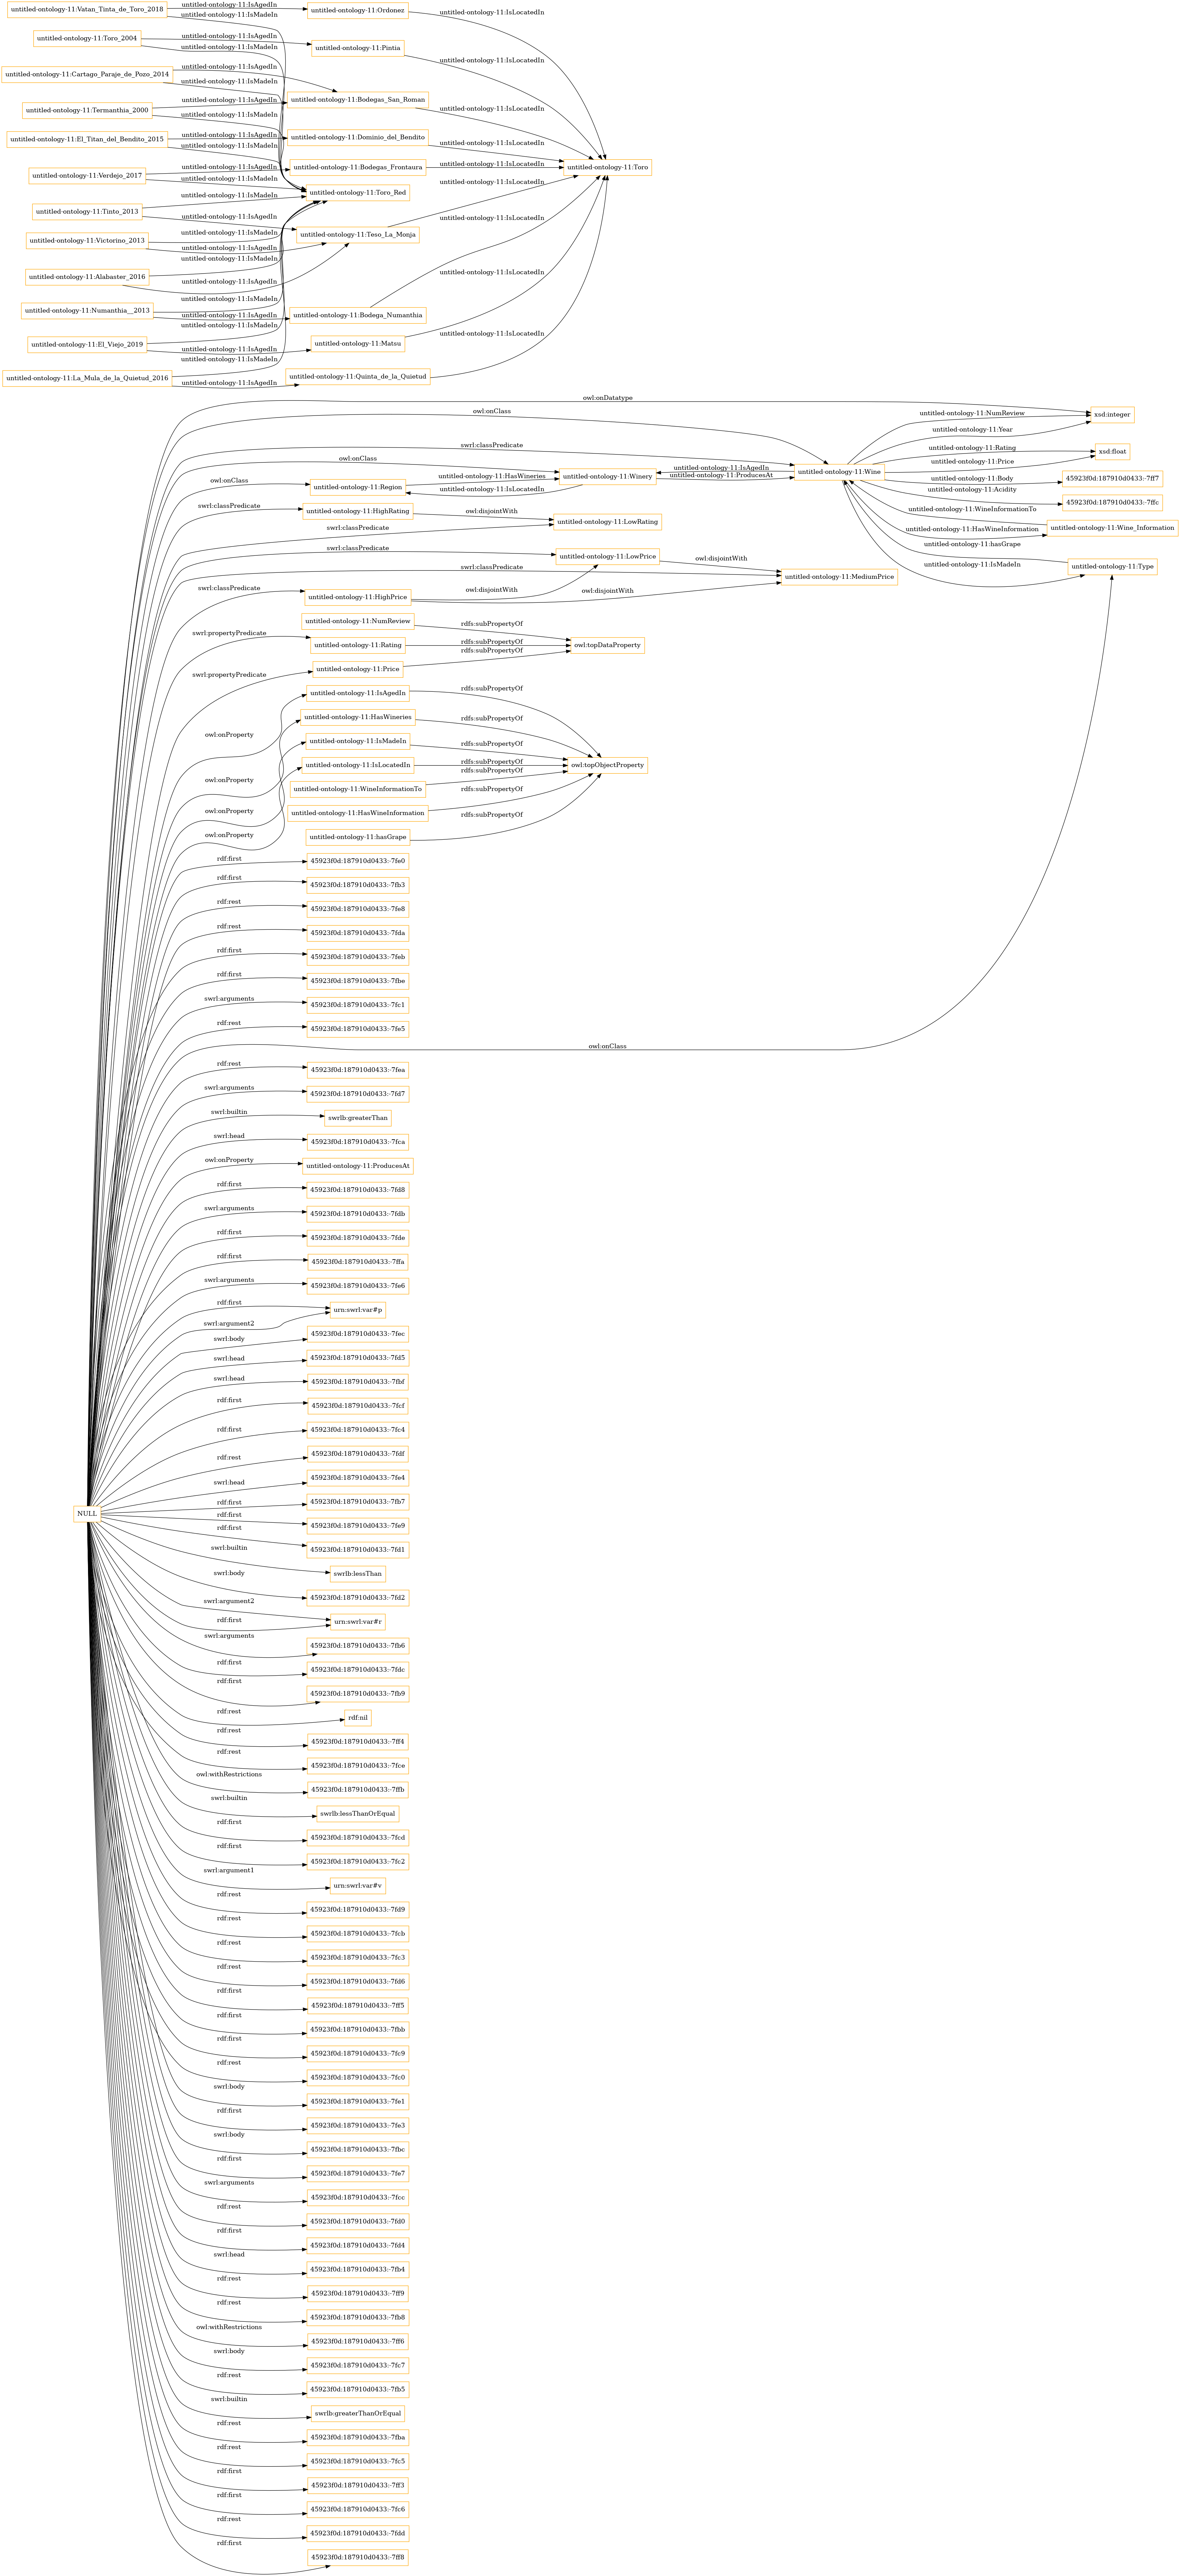 untitled-ontology-11:Vatan_Tinta_de_Toro_2018
untitled-ontology-11:IsAgedIn
untitled-ontology-11:Ordonez
untitled-ontology-11:IsLocatedIn
untitled-ontology-11:IsMadeIn
untitled-ontology-11:Toro_2004
untitled-ontology-11:IsAgedIn
untitled-ontology-11:Pintia
untitled-ontology-11:IsLocatedIn
untitled-ontology-11:IsMadeIn
untitled-ontology-11:Cartago_Paraje_de_Pozo_2014
untitled-ontology-11:IsAgedIn
untitled-ontology-11:IsMadeIn
untitled-ontology-11:Termanthia_2000
untitled-ontology-11:IsAgedIn
untitled-ontology-11:Bodegas_San_Roman
untitled-ontology-11:IsLocatedIn
untitled-ontology-11:IsMadeIn
untitled-ontology-11:El_Titan_del_Bendito_2015
untitled-ontology-11:IsAgedIn
untitled-ontology-11:Dominio_del_Bendito
untitled-ontology-11:IsLocatedIn
untitled-ontology-11:IsMadeIn
untitled-ontology-11:Verdejo_2017
untitled-ontology-11:IsAgedIn
untitled-ontology-11:Bodegas_Frontaura
untitled-ontology-11:IsLocatedIn
untitled-ontology-11:Toro
untitled-ontology-11:IsMadeIn
untitled-ontology-11:Toro_Red
untitled-ontology-11:IsLocatedIn
untitled-ontology-11:Tinto_2013
untitled-ontology-11:IsMadeIn
untitled-ontology-11:IsAgedIn
untitled-ontology-11:Teso_La_Monja
untitled-ontology-11:IsLocatedIn
untitled-ontology-11:Victorino_2013
untitled-ontology-11:IsMadeIn
untitled-ontology-11:IsAgedIn
untitled-ontology-11:Alabaster_2016
untitled-ontology-11:IsMadeIn
untitled-ontology-11:IsAgedIn
untitled-ontology-11:IsLocatedIn
untitled-ontology-11:Numanthia__2013
untitled-ontology-11:IsMadeIn
untitled-ontology-11:IsAgedIn
untitled-ontology-11:Bodega_Numanthia
untitled-ontology-11:IsLocatedIn
untitled-ontology-11:El_Viejo_2019
untitled-ontology-11:IsMadeIn
untitled-ontology-11:IsAgedIn
untitled-ontology-11:Matsu
untitled-ontology-11:La_Mula_de_la_Quietud_2016
untitled-ontology-11:IsMadeIn
untitled-ontology-11:IsAgedIn
untitled-ontology-11:Quinta_de_la_Quietud
owl:onDatatype
xsd:integer
owl:onClass
untitled-ontology-11:NumReview
untitled-ontology-11:Year
swrl:classPredicate
untitled-ontology-11:Rating
xsd:float
owl:onClass
untitled-ontology-11:IsAgedIn
untitled-ontology-11:Wine
untitled-ontology-11:Price
untitled-ontology-11:HasWineries
untitled-ontology-11:Winery
untitled-ontology-11:ProducesAt
untitled-ontology-11:Body
45923f0d:187910d0433:-7ff7
owl:onClass
untitled-ontology-11:Region
untitled-ontology-11:IsLocatedIn
untitled-ontology-11:Acidity
45923f0d:187910d0433:-7ffc
swrl:classPredicate
untitled-ontology-11:HighRating
owl:disjointWith
untitled-ontology-11:LowRating
untitled-ontology-11:WineInformationTo
untitled-ontology-11:HasWineInformation
untitled-ontology-11:Wine_Information
swrl:classPredicate
untitled-ontology-11:hasGrape
swrl:classPredicate
untitled-ontology-11:LowPrice
owl:disjointWith
untitled-ontology-11:IsMadeIn
untitled-ontology-11:Type
swrl:classPredicate
untitled-ontology-11:MediumPrice
swrl:classPredicate
untitled-ontology-11:HighPrice
owl:disjointWith
owl:disjointWith
untitled-ontology-11:NumReview
rdfs:subPropertyOf
swrl:propertyPredicate
untitled-ontology-11:Rating
rdfs:subPropertyOf
owl:topDataProperty
swrl:propertyPredicate
untitled-ontology-11:Price
rdfs:subPropertyOf
untitled-ontology-11:IsAgedIn
rdfs:subPropertyOf
owl:onProperty
untitled-ontology-11:HasWineries
rdfs:subPropertyOf
owl:onProperty
untitled-ontology-11:IsMadeIn
rdfs:subPropertyOf
owl:onProperty
untitled-ontology-11:IsLocatedIn
rdfs:subPropertyOf
owl:topObjectProperty
owl:onProperty
untitled-ontology-11:WineInformationTo
rdfs:subPropertyOf
untitled-ontology-11:HasWineInformation
rdfs:subPropertyOf
untitled-ontology-11:hasGrape
rdfs:subPropertyOf
rdf:first
45923f0d:187910d0433:-7fe0
rdf:first
45923f0d:187910d0433:-7fb3
rdf:rest
45923f0d:187910d0433:-7fe8
rdf:rest
45923f0d:187910d0433:-7fda
rdf:first
45923f0d:187910d0433:-7feb
rdf:first
45923f0d:187910d0433:-7fbe
swrl:arguments
45923f0d:187910d0433:-7fc1
rdf:rest
45923f0d:187910d0433:-7fe5
owl:onClass
rdf:rest
45923f0d:187910d0433:-7fea
swrl:arguments
45923f0d:187910d0433:-7fd7
swrl:builtin
swrlb:greaterThan
swrl:head
45923f0d:187910d0433:-7fca
owl:onProperty
untitled-ontology-11:ProducesAt
rdf:first
45923f0d:187910d0433:-7fd8
swrl:arguments
45923f0d:187910d0433:-7fdb
rdf:first
45923f0d:187910d0433:-7fde
rdf:first
45923f0d:187910d0433:-7ffa
swrl:arguments
45923f0d:187910d0433:-7fe6
rdf:first
urn:swrl:var#p
swrl:argument2
swrl:body
45923f0d:187910d0433:-7fec
swrl:head
45923f0d:187910d0433:-7fd5
swrl:head
45923f0d:187910d0433:-7fbf
rdf:first
45923f0d:187910d0433:-7fcf
rdf:first
45923f0d:187910d0433:-7fc4
rdf:rest
45923f0d:187910d0433:-7fdf
swrl:head
45923f0d:187910d0433:-7fe4
rdf:first
45923f0d:187910d0433:-7fb7
NULL
rdf:first
45923f0d:187910d0433:-7fe9
rdf:first
45923f0d:187910d0433:-7fd1
swrl:builtin
swrlb:lessThan
swrl:body
45923f0d:187910d0433:-7fd2
swrl:argument2
urn:swrl:var#r
rdf:first
swrl:arguments
45923f0d:187910d0433:-7fb6
rdf:first
45923f0d:187910d0433:-7fdc
rdf:first
45923f0d:187910d0433:-7fb9
rdf:rest
rdf:nil
rdf:rest
45923f0d:187910d0433:-7ff4
rdf:rest
45923f0d:187910d0433:-7fce
owl:withRestrictions
45923f0d:187910d0433:-7ffb
swrl:builtin
swrlb:lessThanOrEqual
rdf:first
45923f0d:187910d0433:-7fcd
rdf:first
45923f0d:187910d0433:-7fc2
swrl:argument1
urn:swrl:var#v
rdf:rest
45923f0d:187910d0433:-7fd9
rdf:rest
45923f0d:187910d0433:-7fcb
rdf:rest
45923f0d:187910d0433:-7fc3
rdf:rest
45923f0d:187910d0433:-7fd6
rdf:first
45923f0d:187910d0433:-7ff5
rdf:first
45923f0d:187910d0433:-7fbb
rdf:first
45923f0d:187910d0433:-7fc9
rdf:rest
45923f0d:187910d0433:-7fc0
swrl:body
45923f0d:187910d0433:-7fe1
rdf:first
45923f0d:187910d0433:-7fe3
swrl:body
45923f0d:187910d0433:-7fbc
rdf:first
45923f0d:187910d0433:-7fe7
swrl:arguments
45923f0d:187910d0433:-7fcc
rdf:rest
45923f0d:187910d0433:-7fd0
rdf:first
45923f0d:187910d0433:-7fd4
swrl:head
45923f0d:187910d0433:-7fb4
rdf:rest
45923f0d:187910d0433:-7ff9
rdf:rest
45923f0d:187910d0433:-7fb8
owl:withRestrictions
45923f0d:187910d0433:-7ff6
swrl:body
45923f0d:187910d0433:-7fc7
rdf:rest
45923f0d:187910d0433:-7fb5
swrl:builtin
swrlb:greaterThanOrEqual
rdf:rest
45923f0d:187910d0433:-7fba
rdf:rest
45923f0d:187910d0433:-7fc5
rdf:first
45923f0d:187910d0433:-7ff3
rdf:first
45923f0d:187910d0433:-7fc6
rdf:rest
45923f0d:187910d0433:-7fdd
rdf:first
45923f0d:187910d0433:-7ff8